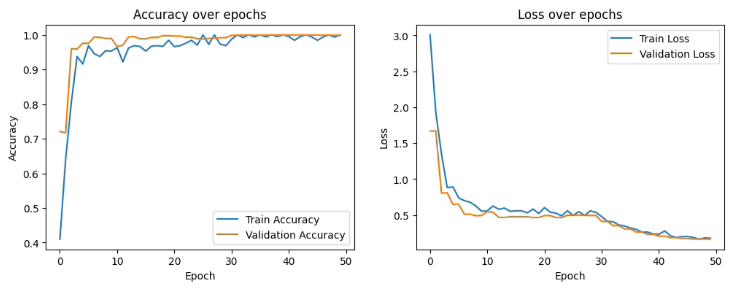 Accuracy over epochs
1.0
0.9
0.8
0.7
0.6
0.5
0.4
Accuracy
0
10
20
30
40
50
Epoch
Train Accuracy
Validation Accuracy
Loss over epochs
3.0
2.5
2.0
1.5
1.0
0.5
Loss
0
10
20
30
40
50
Epoch
Train Loss
Validation Loss